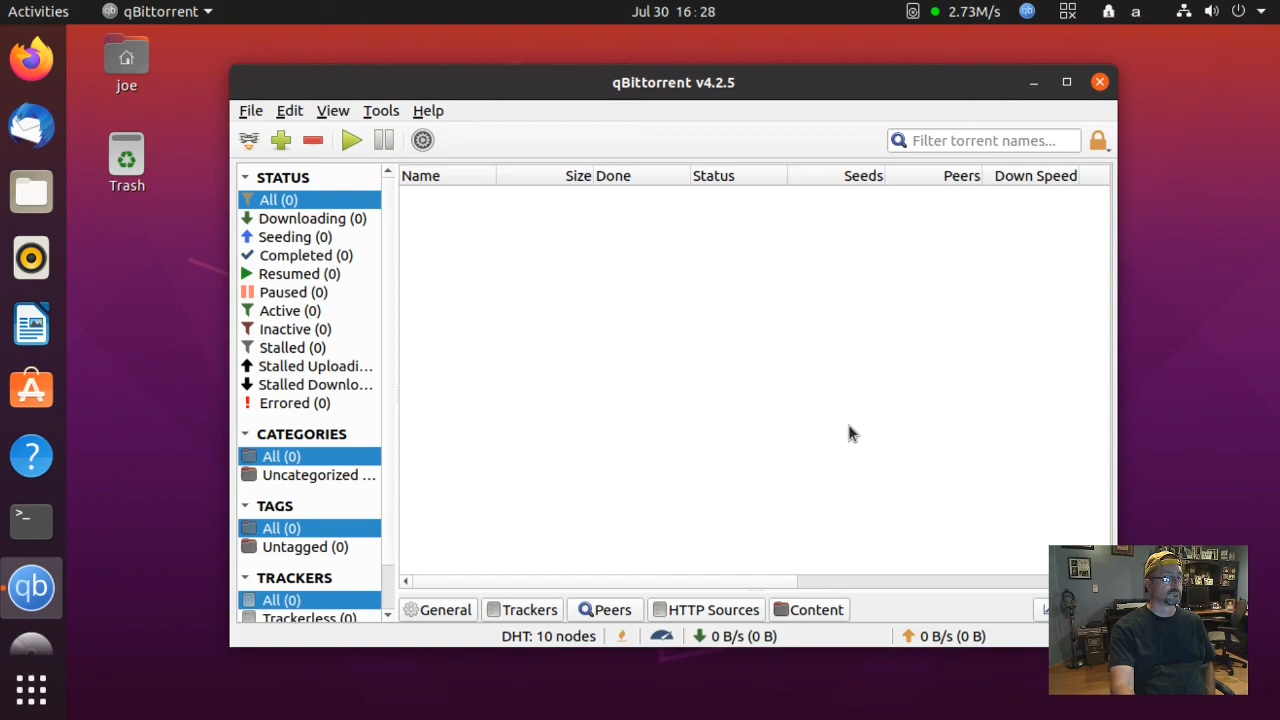 Activities
qBittorrent
Jul 30 16:28
2.73M/s
a
joe
Trash
qBittorrent v4.2.5
File Edit View Tools Help
Filter torrent names...
STATUS
All (0)
Downloading (0)
Seeding (0)
Completed (0)
Resumed (0)
Paused (0)
Active (0)
Inactive (0)
Stalled (0)
Stalled Uploadi...
Stalled Downlo...
Errored (0)
CATEGORIES
All (0)
Uncategorized ...
TAGS
All (0)
Untagged (0)
TRACKERS
All (0)
Trackerless (0)
Name Size Done Status Seeds Peers Down Speed
General Trackers Peers HTTP Sources Content
DHT: 10 nodes 0 B/s (0 B) 0 B/s (0 B)
>_
?
qb